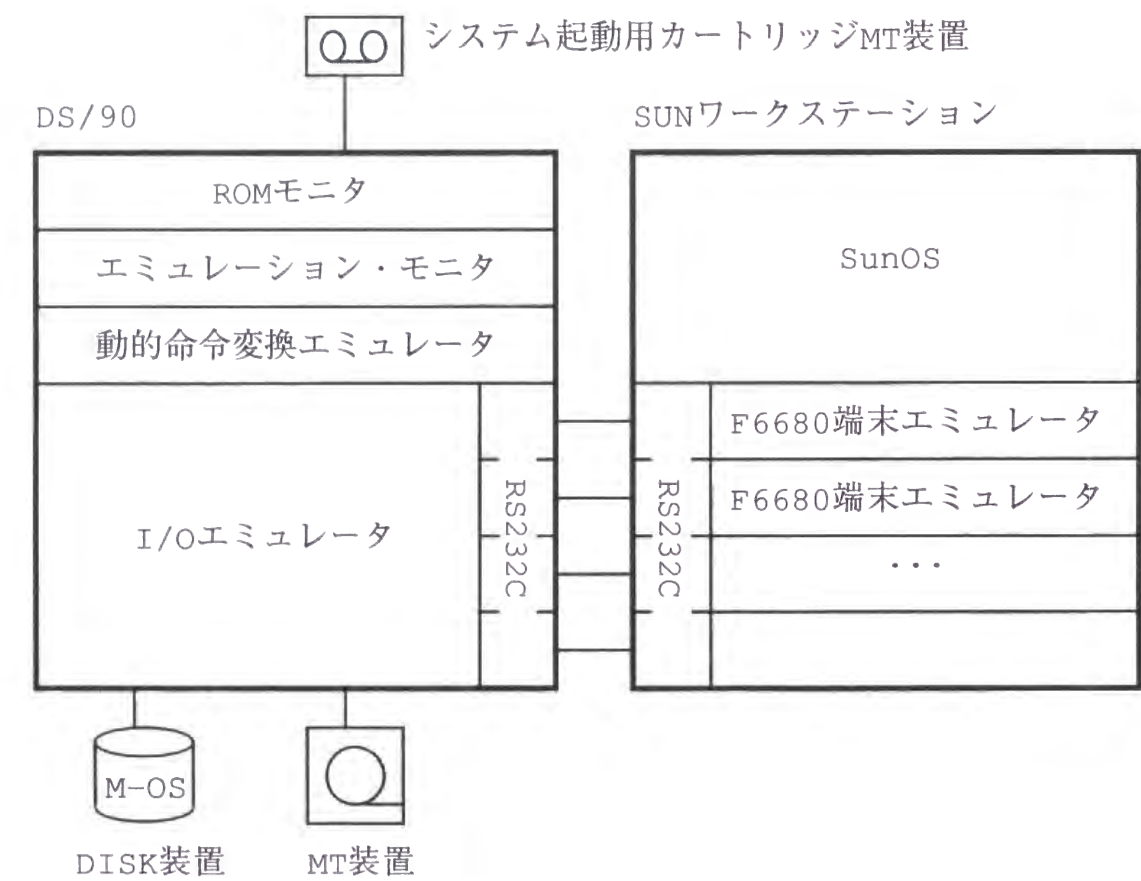 システム起動用カートリッジMT装置
DS/90
SUNワークステーション
ROMモニタ
エミュレーション・モニタ
動的命令変換エミュレータ
I/Oエミュレータ
RS232C
SunOS
RS232C
F6680端末エミュレータ
F6680端末エミュレータ
...
M-OS
DISK装置
MT装置